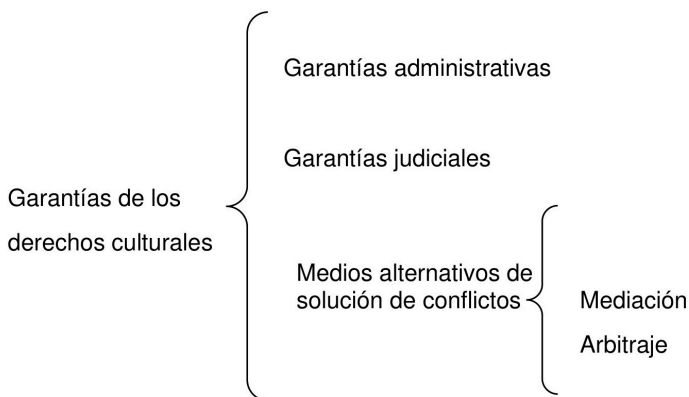 Garantías administrativas
Garantías judiciales
Garantías de los
derechos culturales
Medios alternativos de
solución de conflictos
Mediación
Arbitraje